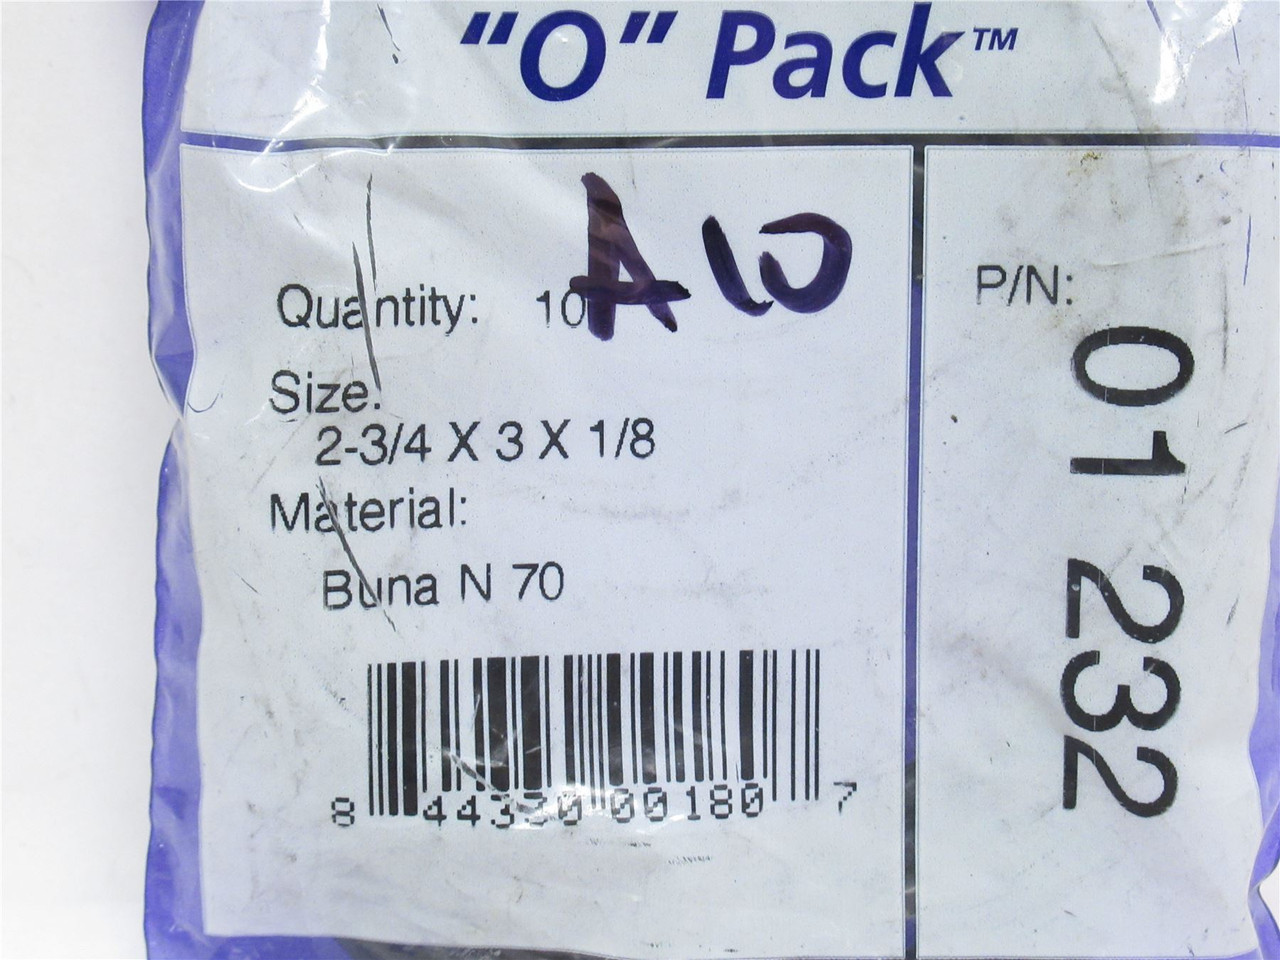 “O” Pack™
A10
Quantity: 10
Size:
2-3/4 X 3 X 1/8
Material:
Buna N 70
8 44330 00180 7
P/N:
01 232